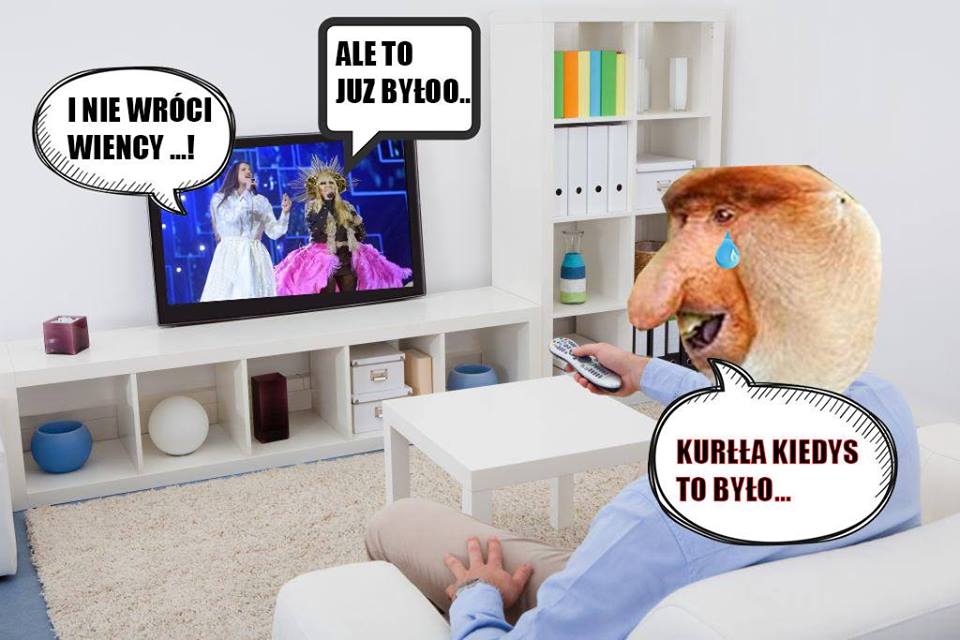 ALE TO
JUZ BYŁOO..
I NIE WRÓCI
WIENCY ...!
KURŁŁA KIEDYS
TO BYŁO...